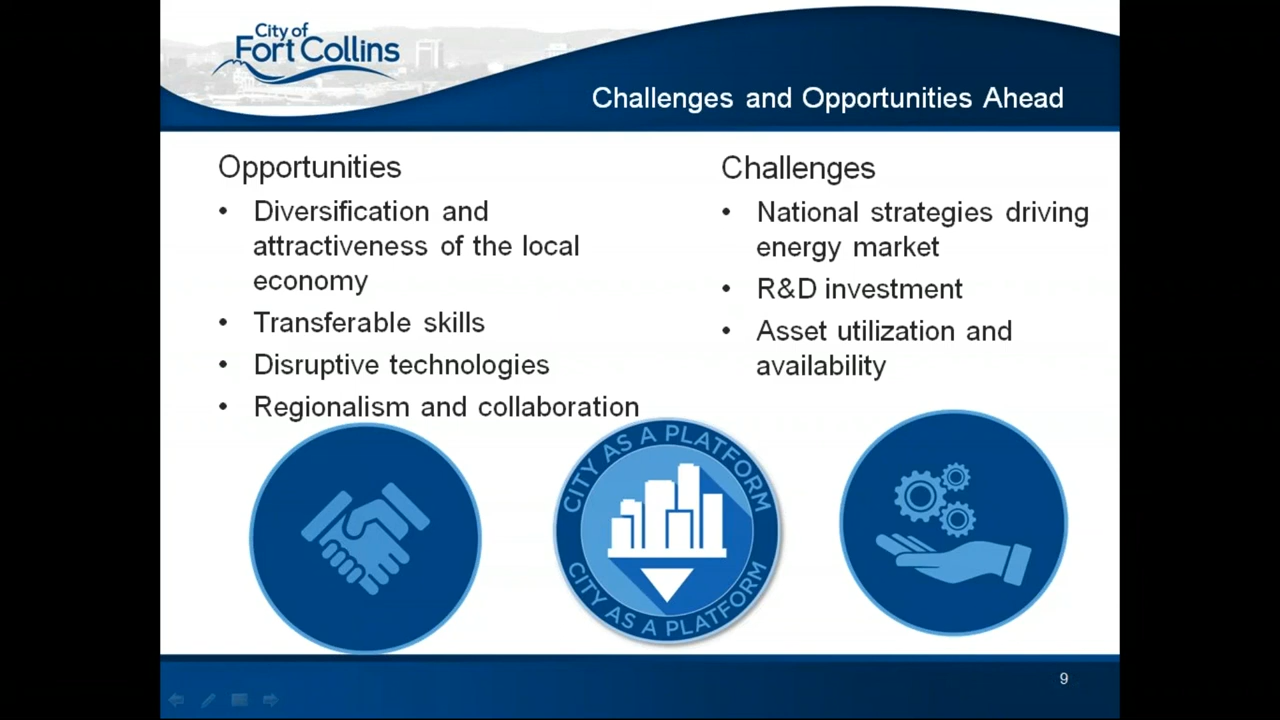 City of
Fort Collins
Challenges and Opportunities Ahead
Opportunities
• Diversification and
attractiveness of the local
economy
• Transferable skills
• Disruptive technologies
• Regionalism and collaboration
Challenges
• National strategies driving
energy market
• R&D investment
• Asset utilization and
availability
CITY AS A PLATFORM
CITY AS A PLATFORM
9